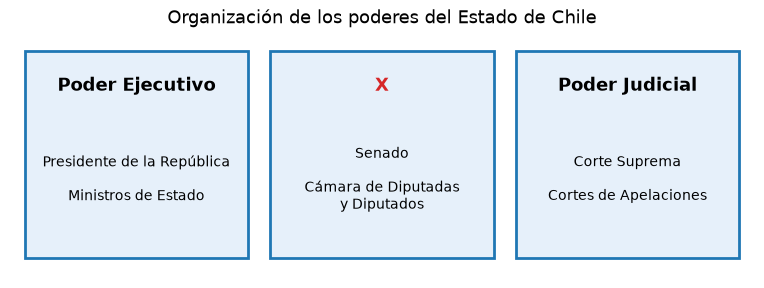 Organización de los poderes del Estado de Chile
Poder Ejecutivo
Presidente de la República
Ministros de Estado
X
Senado
Cámara de Diputadas
y Diputados
Poder Judicial
Corte Suprema
Cortes de Apelaciones